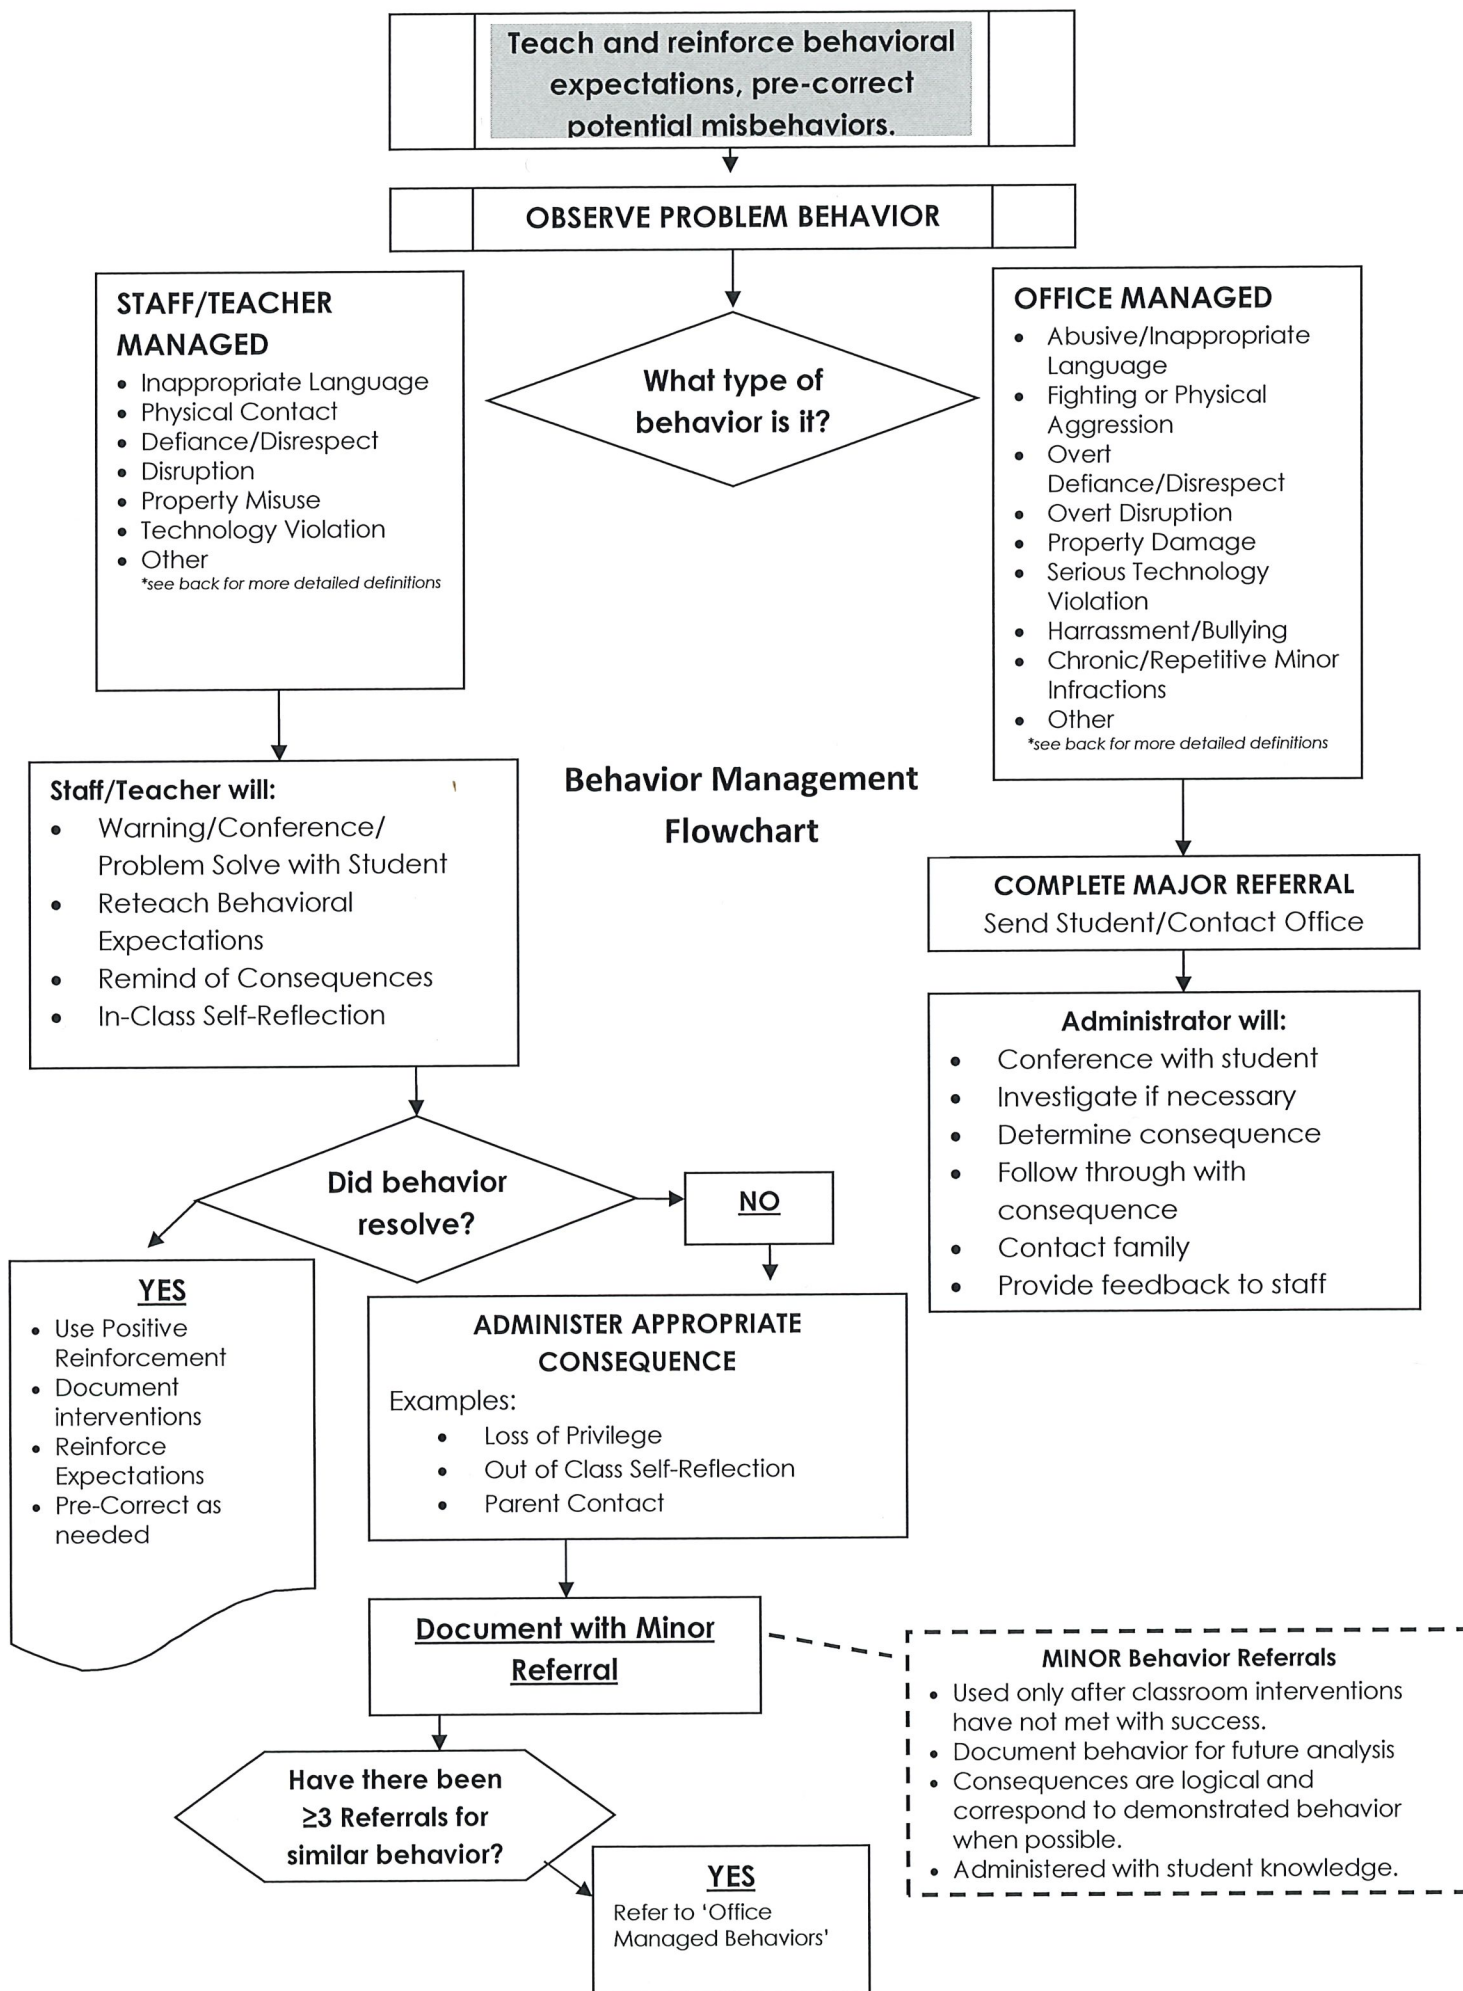 Teach and reinforce behavioral
expectations, pre-correct
potential misbehaviors.
OBSERVE PROBLEM BEHAVIOR
What type of
behavior is it?
STAFF/TEACHER
MANAGED
• Inappropriate Language
• Physical Contact
• Defiance/Disrespect
• Disruption
• Property Misuse
• Technology Violation
• Other
*see back for more detailed definitions
OFFICE MANAGED
• Abusive/Inappropriate
Language
• Fighting or Physical
Aggression
• Overt
Defiance/Disrespect
• Overt Disruption
• Property Damage
• Serious Technology
Violation
• Harrassment/Bullying
• Chronic/Repetitive Minor
Infractions
• Other
*see back for more detailed definitions
Behavior Management
Flowchart
Staff/Teacher will:
• Warning/Conference/
Problem Solve with Student
• Reteach Behavioral
Expectations
• Remind of Consequences
• In-Class Self-Reflection
COMPLETE MAJOR REFERRAL
Send Student/Contact Office
Administrator will:
• Conference with student
• Investigate if necessary
• Determine consequence
• Follow through with
consequence
• Contact family
• Provide feedback to staff
Did behavior
resolve?
NO
YES
• Use Positive
Reinforcement
• Document
interventions
• Reinforce
Expectations
• Pre-Correct as
needed
ADMINISTER APPROPRIATE
CONSEQUENCE
Examples:
• Loss of Privilege
• Out of Class Self-Reflection
• Parent Contact
Document with Minor
Referral
MINOR Behavior Referrals
• Used only after classroom interventions
have not met with success.
• Document behavior for future analysis
• Consequences are logical and
correspond to demonstrated behavior
when possible.
• Administered with student knowledge.
Have there been
≥3 Referrals for
similar behavior?
YES
Refer to 'Office
Managed Behaviors'